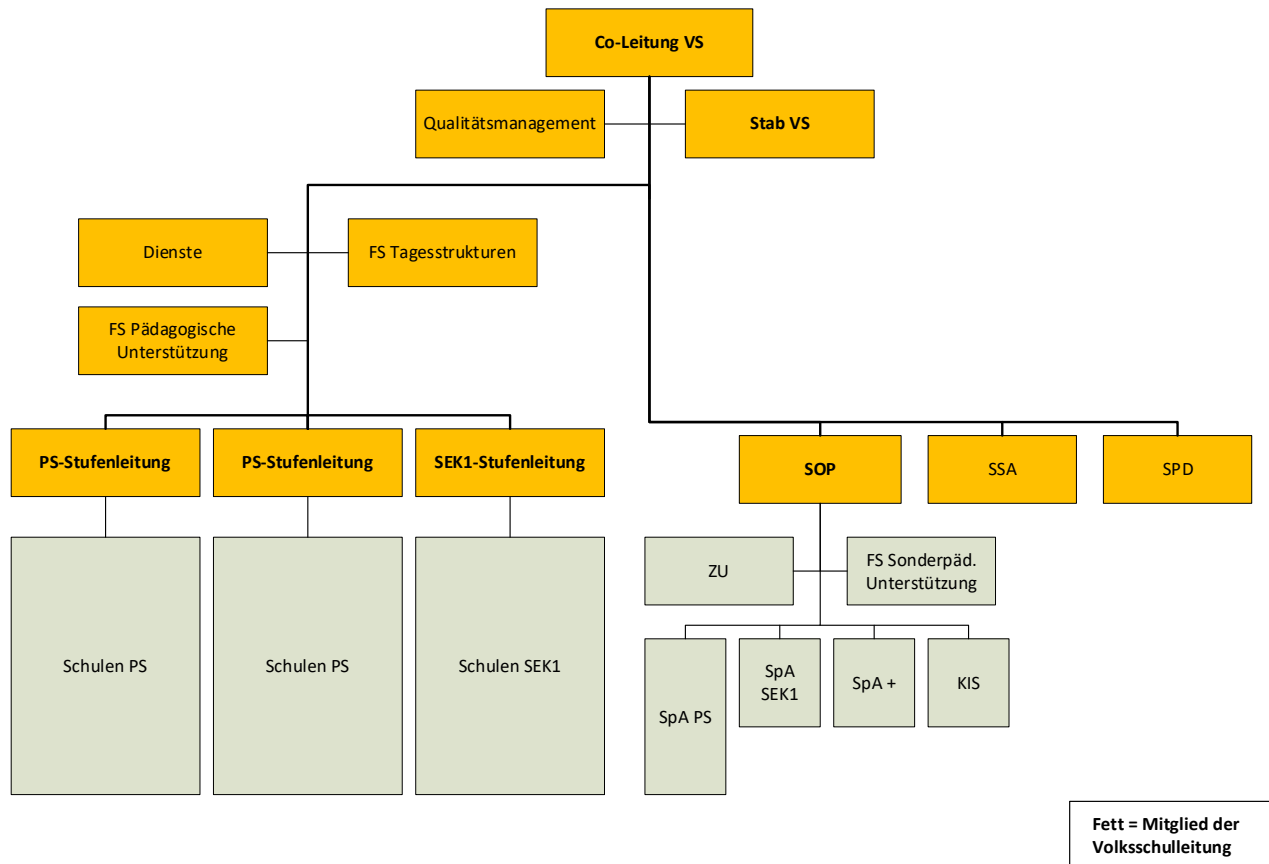 Co-Leitung VS
Qualitätsmanagement
Stab VS
Dienste
FS Tagesstrukturen
FS Pädagogische
Unterstützung
PS-Stufenleitung
PS-Stufenleitung
SEK1-Stufenleitung
SOP
SSA
SPD
Schulen PS
Schulen PS
Schulen SEK1
ZU
FS Sonderpäd.
Unterstützung
SpA PS
SpA
SEK1
SpA +
KIS
Fett = Mitglied der
Volksschulleitung